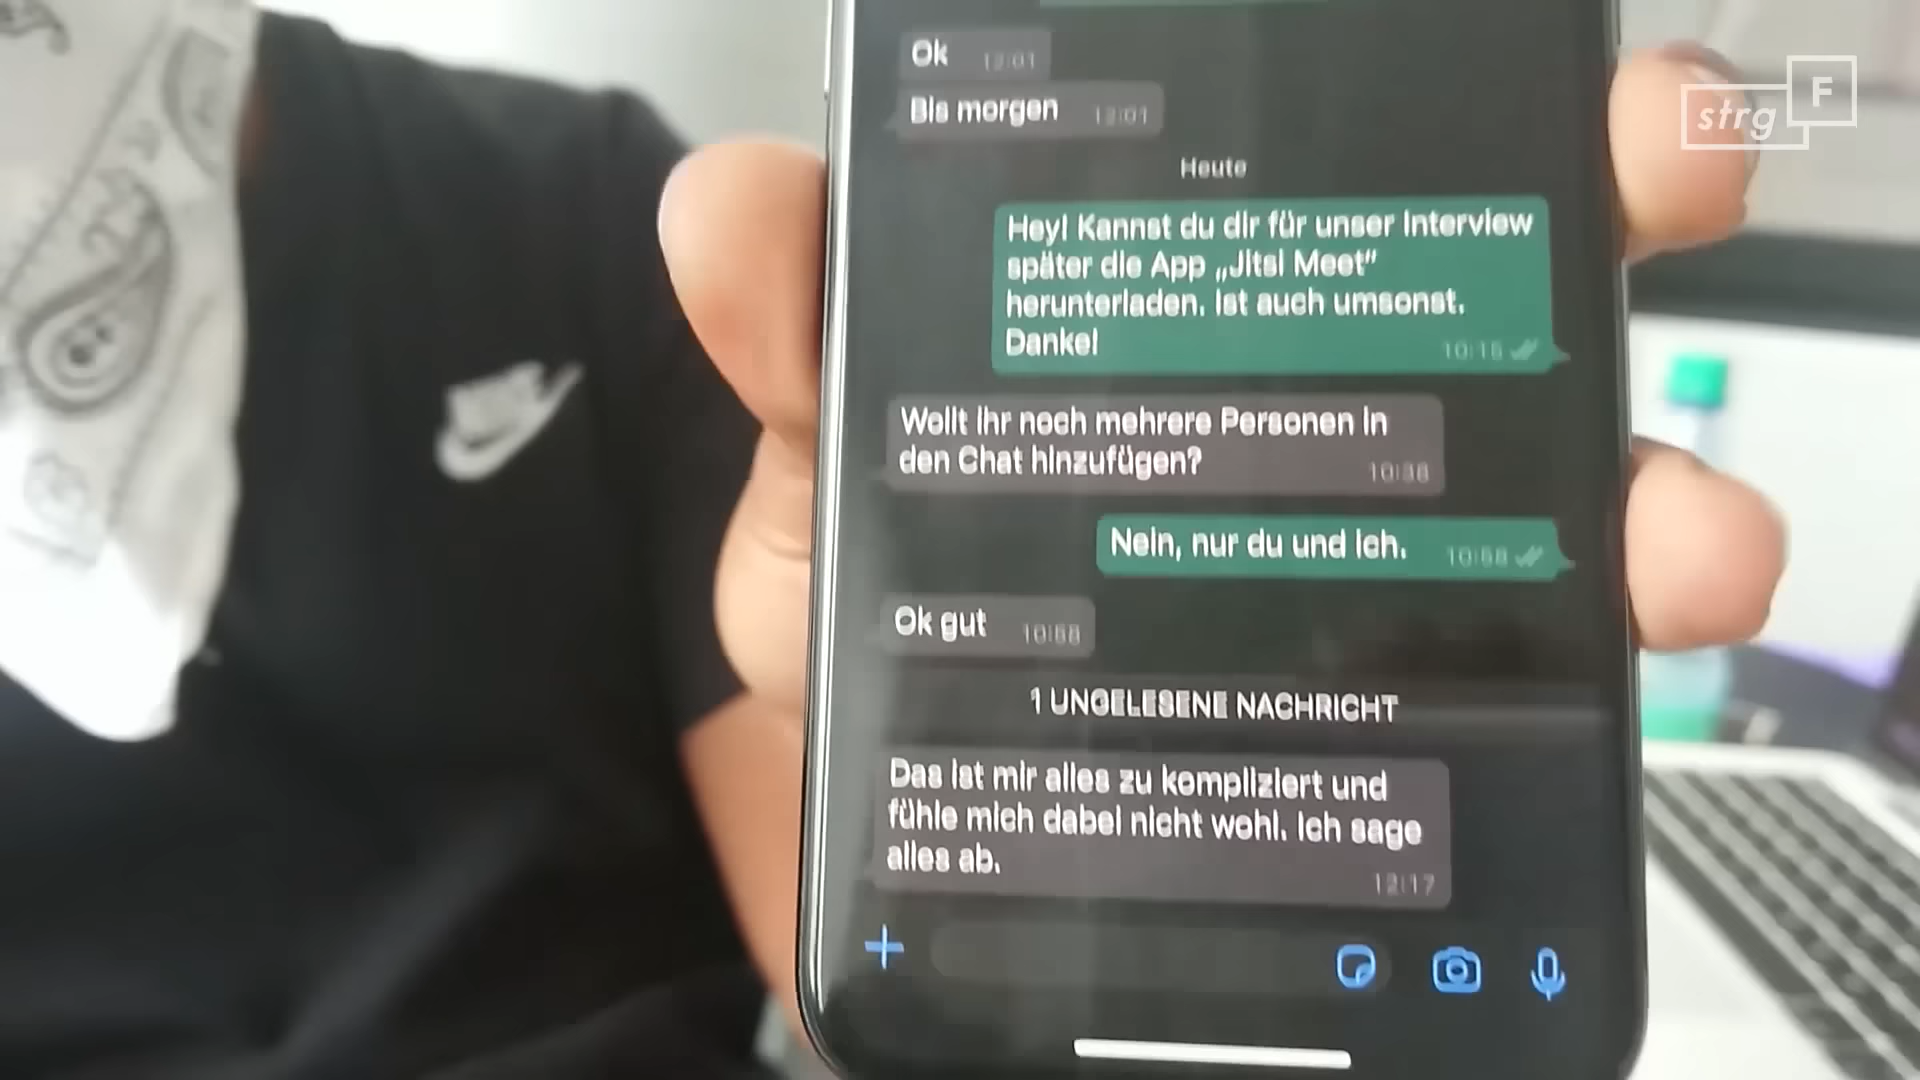 Ok 12:01
Bis morgen 12:01
strg F
Heute
Hey! Kannst du dir für unser Interview
später die App „Jitsi Meet“
herunterladen. Ist auch umsonst.
Danke! 10:15
Wollt ihr noch mehrere Personen in
den Chat hinzufügen? 10:38
Nein, nur du und ich. 10:58
Ok gut 10:58
1 UNGELESENE NACHRICHT
Das ist mir alles zu kompliziert und
fühle mich dabei nicht wohl. Ich sage
alles ab. 12:17